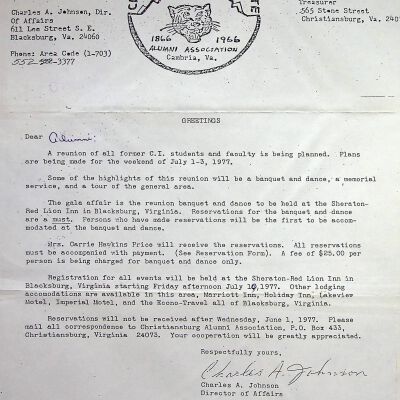 Charles A. Johnson, Dir.
Of Affairs
611 Lee Street S. E.
Blacksburg, Va. 24060
Phone: Area Code (1-703)
552-3377
1866 1966
ALUMNI ASSOCIATION
Cambria, Va.
Treasurer
565 Stone Street
Christiansburg, Va. 240
GREETINGS
Dear Alumni:
A reunion of all former C.I. students and faculty is being planned. Plans
are being made for the weekend of July 1-3, 1977.
Some of the highlights of this reunion will be a banquet and dance, a memorial
service, and a tour of the general area.
The gala affair is the reunion banquet and dance to be held at the Sheraton-
Red Lion Inn in Blacksburg, Virginia. Reservations for the banquet and dance
are a must. Persons who have made reservations will be the first to be accom-
modated at the banquet and dance.
Mrs. Carrie Hawkins Price will receive the reservations. All reservations
must be accompanied with payment. (See Reservation Form). A fee of $25.00 per
person is being charged for banquet and dance only.
Registration for all events will be held at the Sheraton-Red Lion Inn in
Blacksburg, Virginia starting Friday afternoon July 1, 1977. Other lodging
accomodations are available in this area, Marriott Inn, Holiday Inn, Lakeview
Motel, Imperial Motel, and the Econo-Travel all of Blacksburg, Virginia.
Reservations will not be received after Wednesday, June 1, 1977. Please
mail all correspondence to Christiansburg Alumni Association, P.O. Box 433,
Christiansburg, Virginia 24073. Your cooperation will be greatly appreciated.
Respectfully yours,
Charles A. Johnson
Charles A. Johnson
Director of Affairs